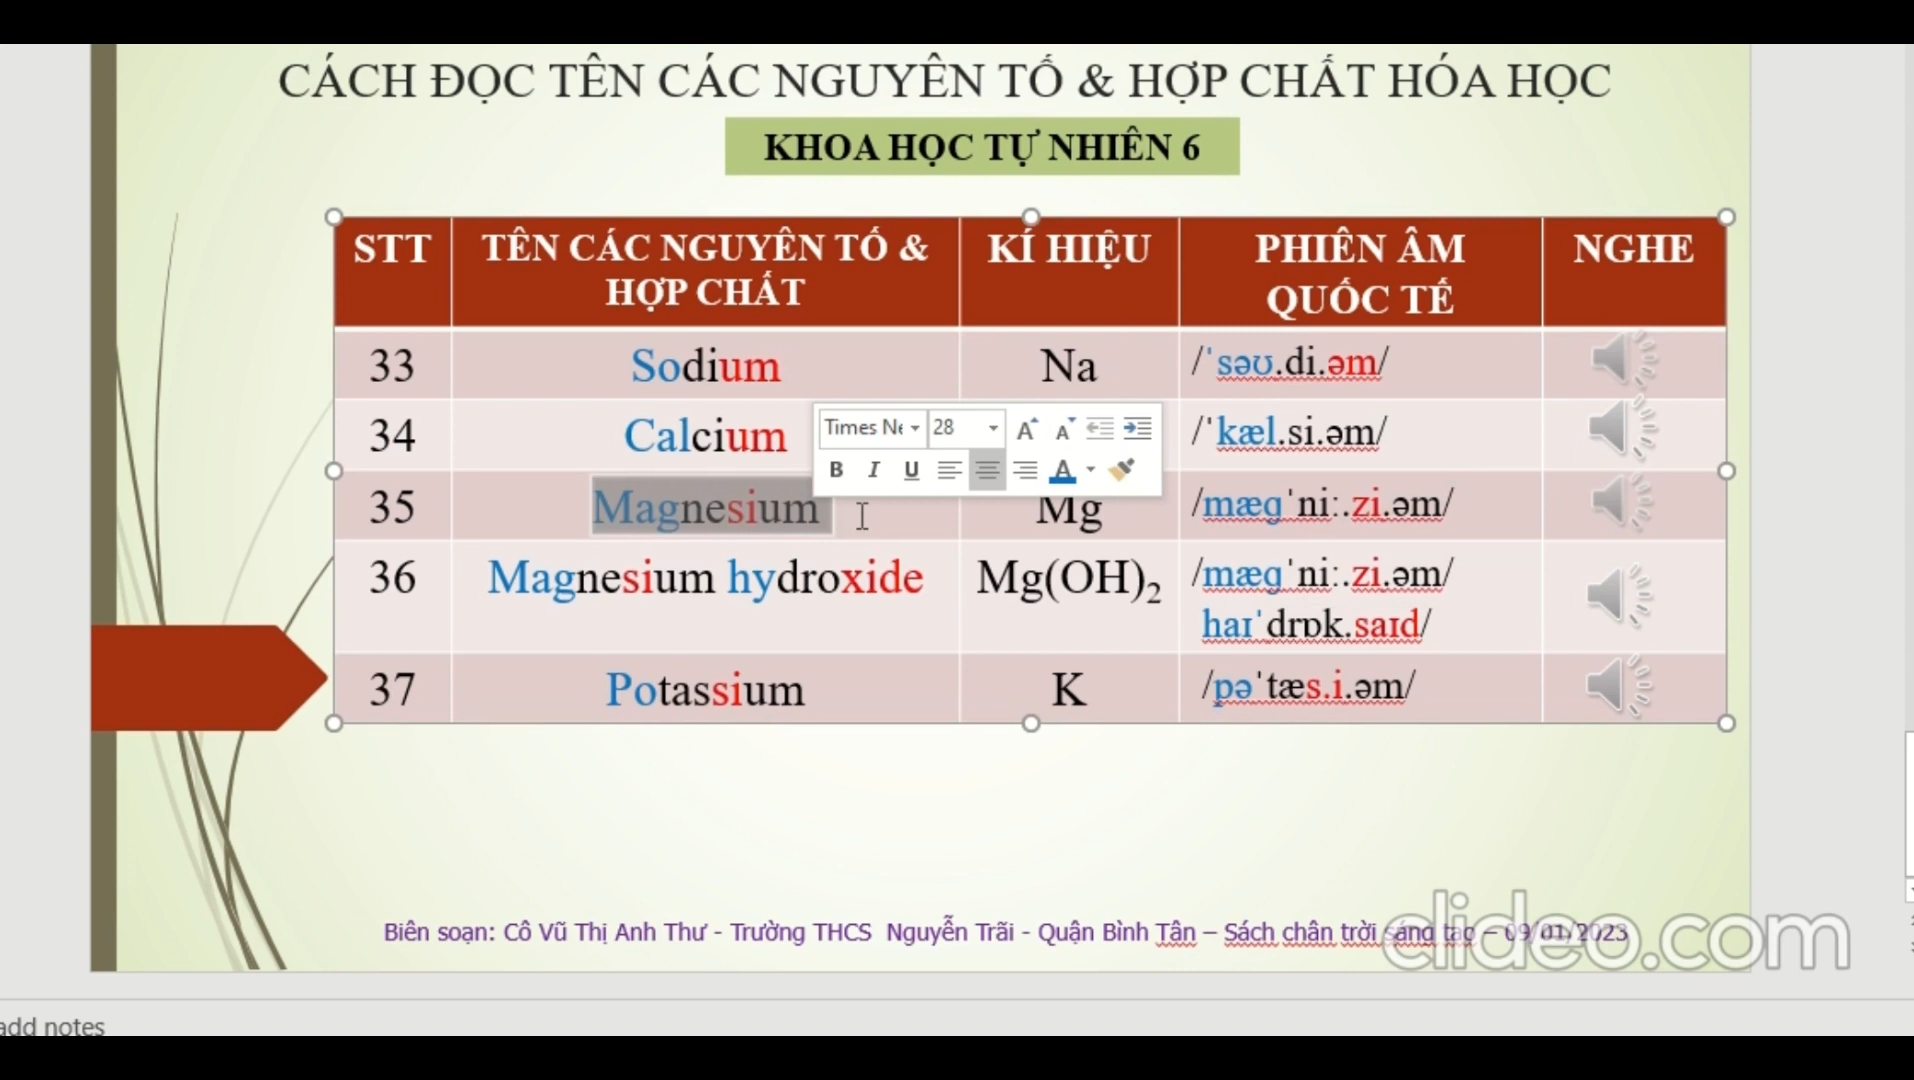 CÁCH ĐỌC TÊN CÁC NGUYÊN TỐ & HỢP CHẤT HÓA HỌC
KHOA HỌC TỰ NHIÊN 6
STT TÊN CÁC NGUYÊN TỐ & HỢP CHẤT KÍ HIỆU PHIÊN ÂM QUỐC TẾ NGHE
33 Sodium Na /ˈsəʊ.di.əm/
34 Calcium /ˈkæl.si.əm/
Times Ne 28
B I U A
35 Magnesium Mg /mæɡˈniː.zi.əm/
36 Magnesium hydroxide Mg(OH)₂ /mæɡˈniː.zi.əm/
haɪˈdrɒk.saɪd/
37 Potassium K /pəˈtæs.i.əm/
Biên soạn: Cô Vũ Thị Anh Thư - Trường THCS Nguyễn Trãi - Quận Bình Tân – Sách chân trời sáng tạo – 09/01/2023
clideo.com
add notes